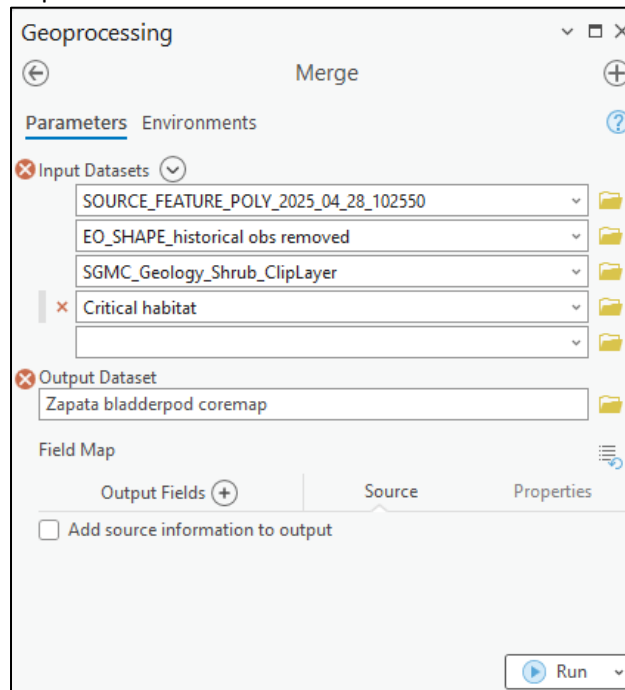 Geoprocessing
Merge
Parameters Environments
Input Datasets
SOURCE_FEATURE_POLY_2025_04_28_102550
EO_SHAPE_historical obs removed
SGMC_Geology_Shrub_ClipLayer
Critical habitat
Output Dataset
Zapata bladderpod coremap
Field Map
Output Fields Source Properties
Add source information to output
Run